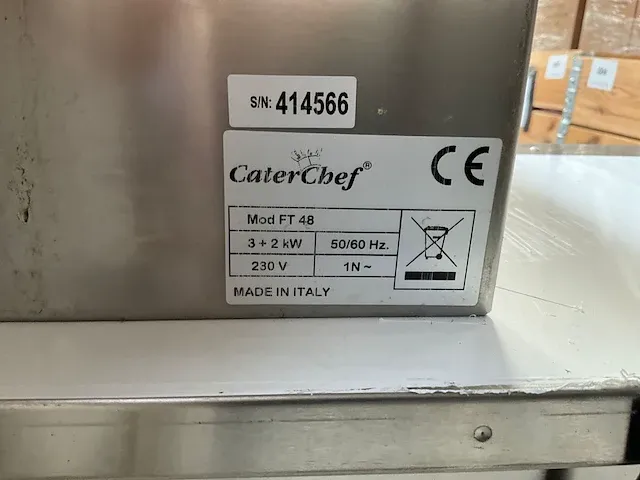 S/N: 414566
CaterChef®
CE
Mod FT 48
3 + 2 kW 50/60 Hz.
230 V 1N~
MADE IN ITALY